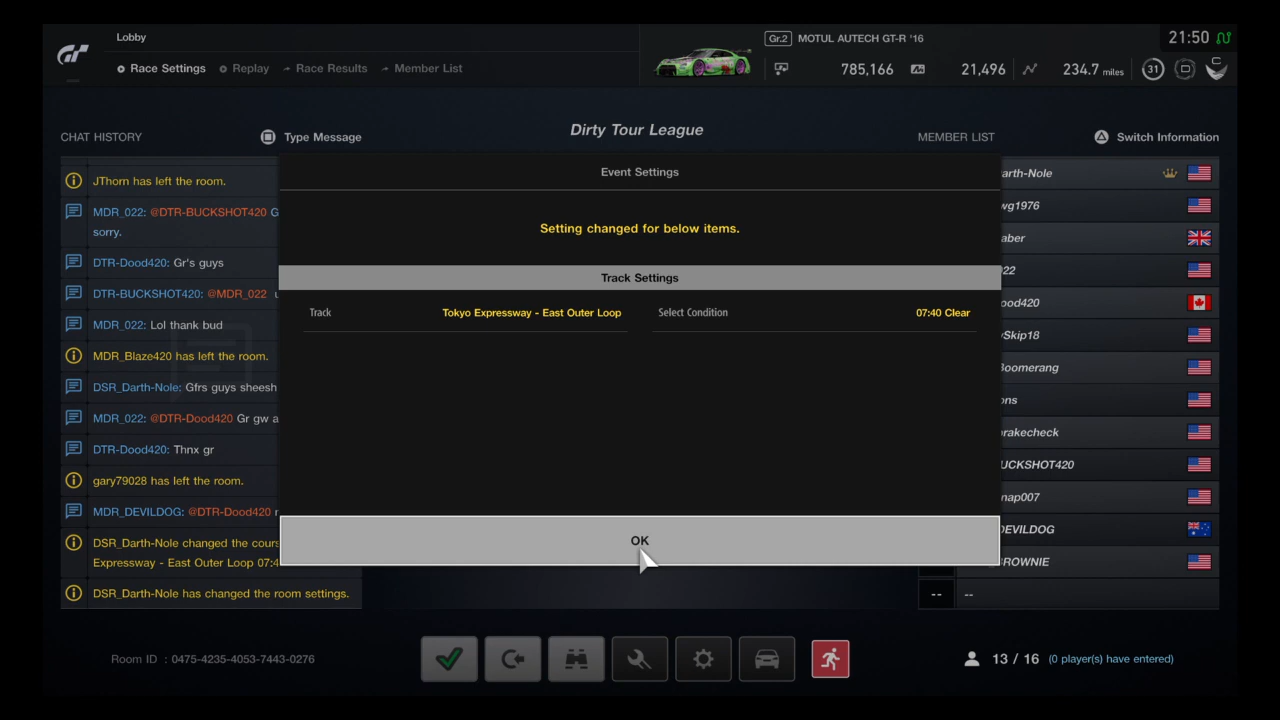 Lobby
Gr.2 MOTUL AUTECH GT-R '16
21:50
Race Settings Replay Race Results Member List
785,166 21,496 234.7 miles 31
CHAT HISTORY Type Message
Dirty Tour League
MEMBER LIST Switch Information
JThorn has left the room.
MDR_022: @DTR-BUCKSHOT420 G
sorry.
DTR-Dood420: Gr's guys
DTR-BUCKSHOT420: @MDR_022
MDR_022: Lol thank bud
MDR_Blaze420 has left the room.
DSR_Darth-Nole: Gfrs guys sheesh
MDR_022: @DTR-Dood420 Gr gw a
DTR-Dood420: Thnx gr
gary79028 has left the room.
MDR_DEVILDOG: @DTR-Dood420
DSR_Darth-Nole changed the cours
Expressway - East Outer Loop 07:4
DSR_Darth-Nole has changed the room settings.
Event Settings
Setting changed for below items.
Track Settings
Track Tokyo Expressway - East Outer Loop Select Condition 07:40 Clear
OK
arth-Nole
wg1976
aber
22
ood420
Skip18
Boomerang
ons
rakecheck
UCKSHOT420
nap007
DEVILDOG
ROWNIE
-- --
Room ID : 0475-4235-4053-7443-0276
13 / 16 (0 player(s) have entered)